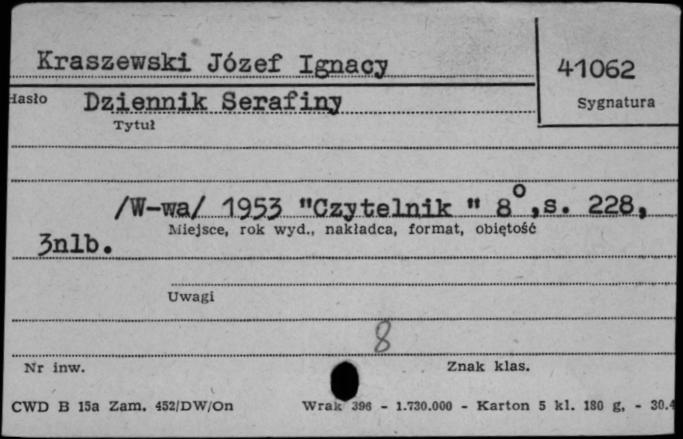 Kraszewski Józef Ignacy
41062
Hasło
Dziennik Serafiny
Sygnatura
Tytuł
/W-wa/ 1953 "Czytelnik " 8°,s. 228,
Miejsce, rok wyd., nakładca, format, objętość
3nlb.
Uwagi
8
Nr inw.
Znak klas.
CWD B 15a Zam. 452/DW/On Wrak 396 - 1.730.000 - Karton 5 kl. 180 g, - 30.4